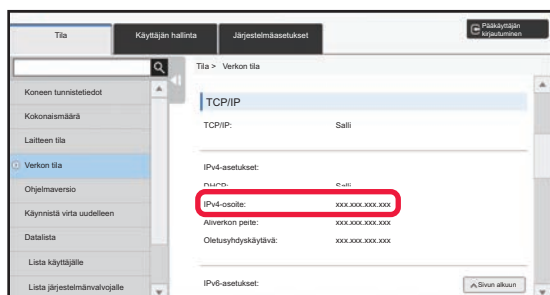 Tila
Käyttäjän hallinta
Järjestelmäasetukset
Pääkäyttäjän
kirjautuminen
Tila > Verkon tila
Koneen tunnistetiedot
Kokonaismäärä
Laitteen tila
Verkon tila
Ohjelmaversio
Käynnistä virta uudelleen
Datalista
Lista käyttäjälle
Lista järjestelmänvalvojalle
TCP/IP
TCP/IP: Salli
IPv4-asetukset:
DHCP: Salli
IPv4-osoite: xxx.xxx.xxx.xxx
Aliverkon peite: xxx.xxx.xxx.xxx
Oletusyhdyskäytävä: xxx.xxx.xxx.xxx
IPv6-asetukset:
Sivun alkuun